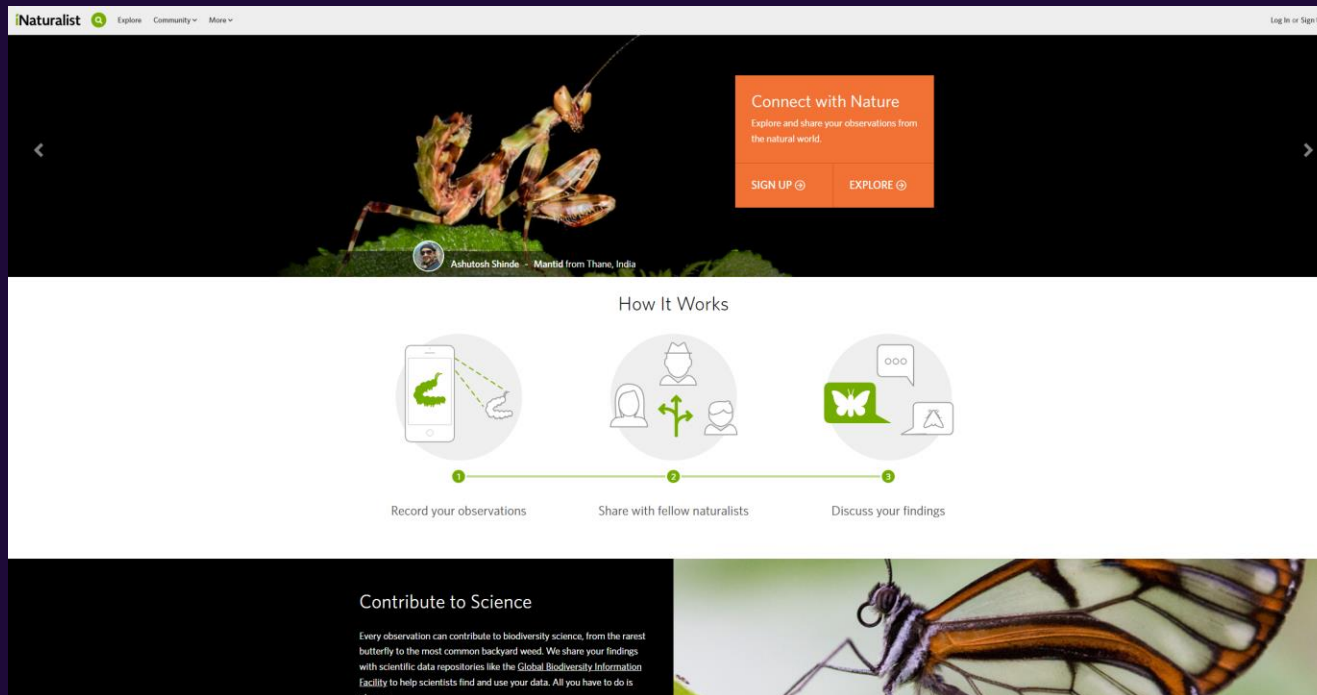 iNaturalist Explore Community More Log In or Sign
Connect with Nature
Explore and share your observations from
the natural world.
SIGN UP EXPLORE
Ashutosh Shinde - Mantid from Thane, India
How It Works
1 2 3
Record your observations Share with fellow naturalists Discuss your findings
Contribute to Science
Every observation can contribute to biodiversity science, from the rarest
butterfly to the most common backyard weed. We share your findings
with scientific data repositories like the Global Biodiversity Information
Facility to help scientists find and use your data. All you have to do is